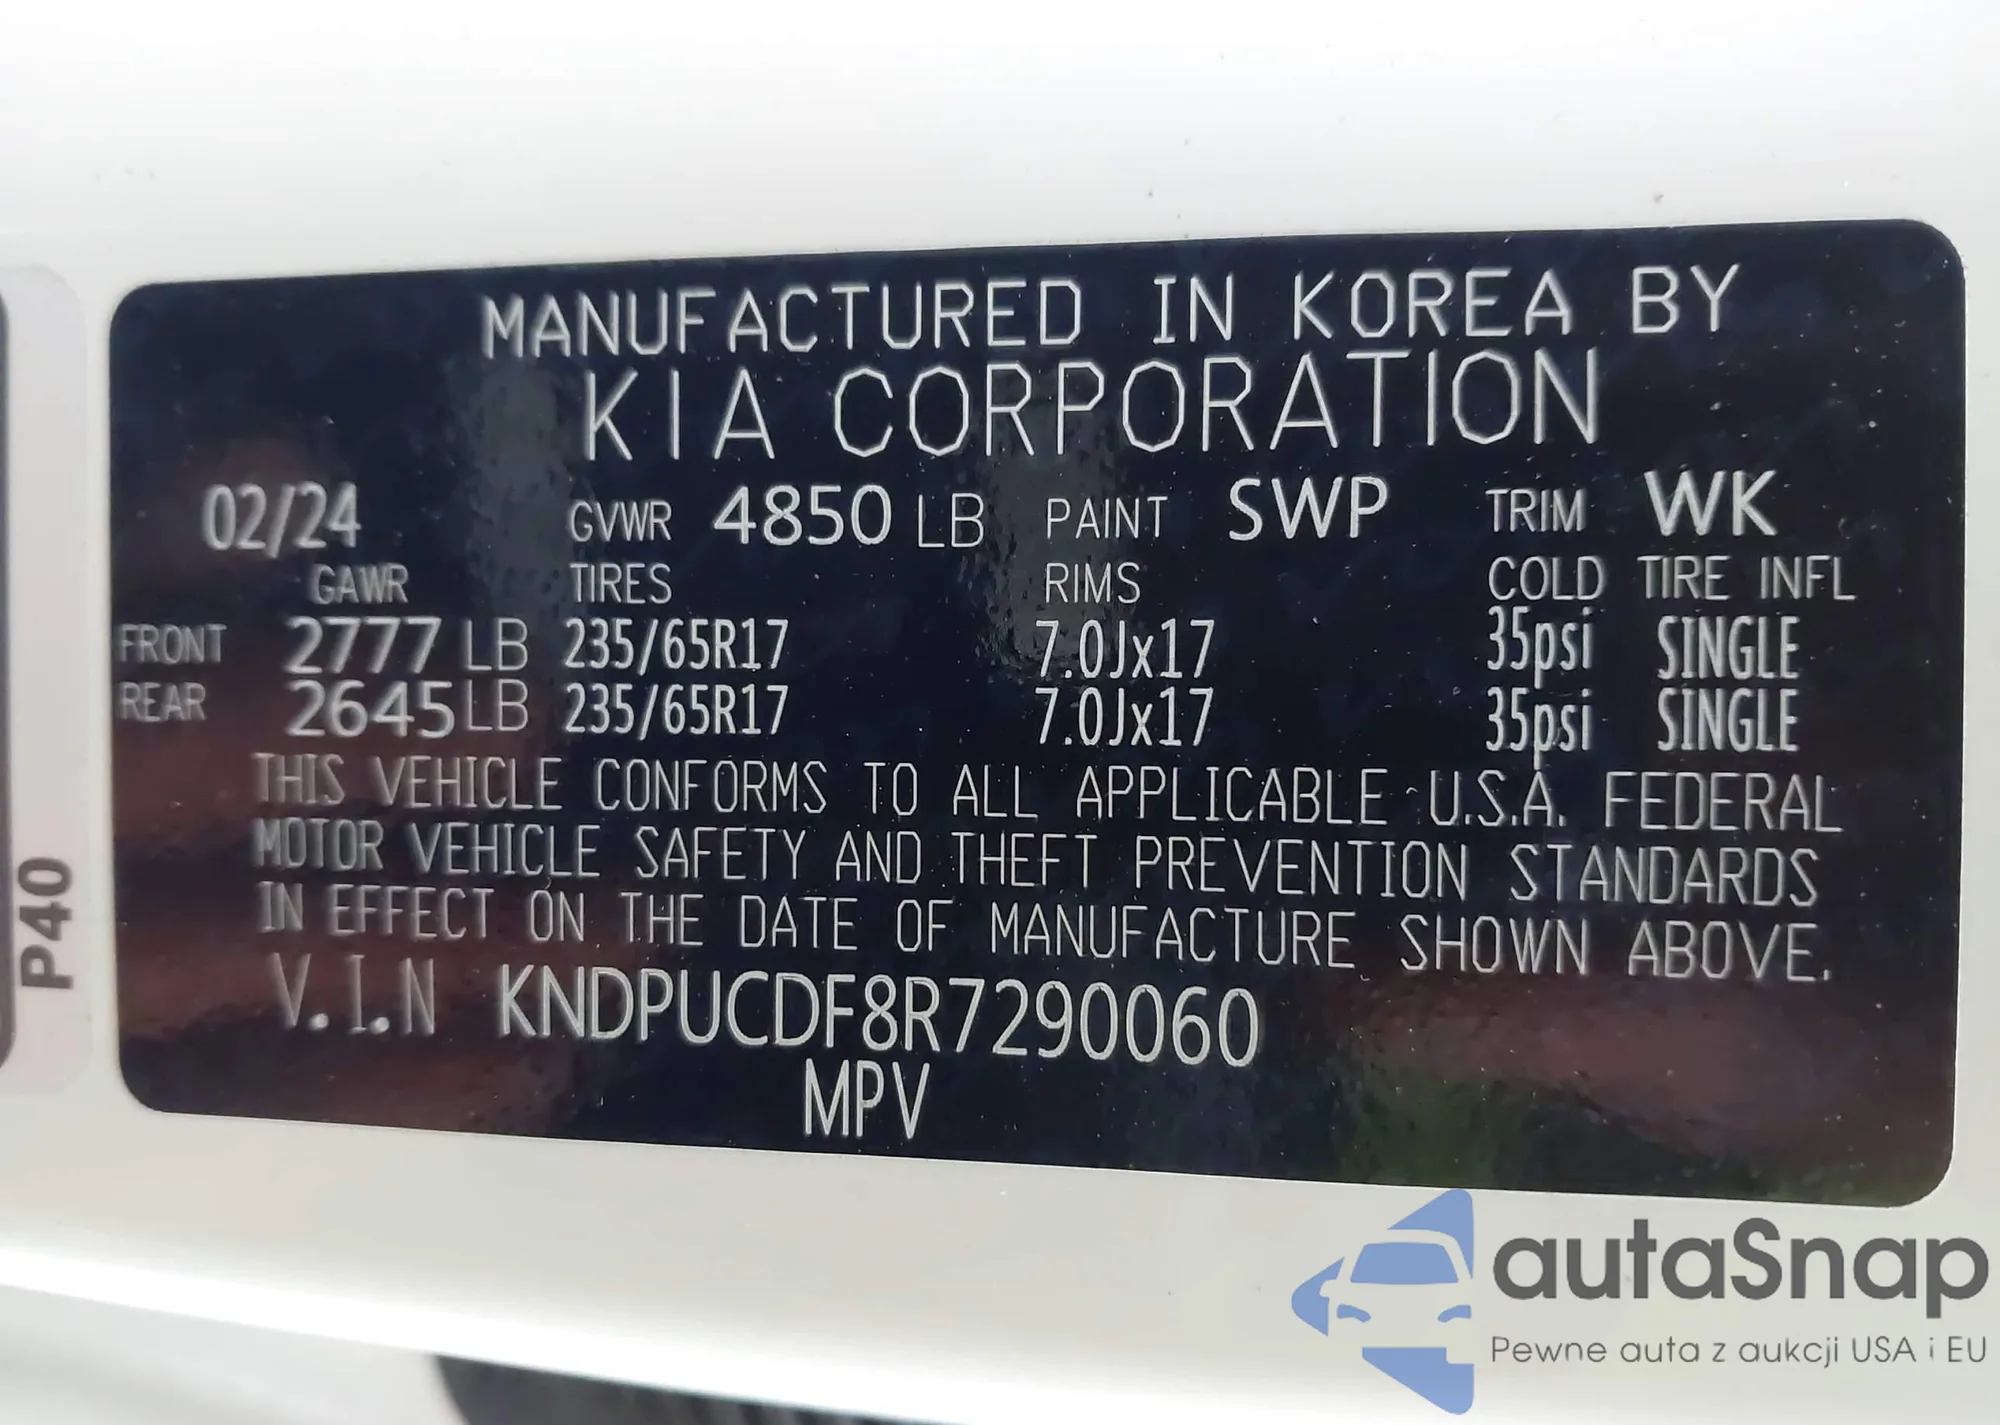 MANUFACTURED IN KOREA BY
KIA CORPORATION
02/24 GVWR 4850 LB PAINT SWP TRIM WK
GAWR TIRES RIMS COLD TIRE INFL
FRONT 2777 LB 235/65R17 7.0Jx17 35psi SINGLE
REAR 2645 LB 235/65R17 7.0Jx17 35psi SINGLE
THIS VEHICLE CONFORMS TO ALL APPLICABLE U.S.A. FEDERAL
MOTOR VEHICLE SAFETY AND THEFT PREVENTION STANDARDS
IN EFFECT ON THE DATE OF MANUFACTURE SHOWN ABOVE.
V.I.N KNDPUCDF8R7290060
MPV
P40
autaSnap
Pewne auta z aukcji USA i EU